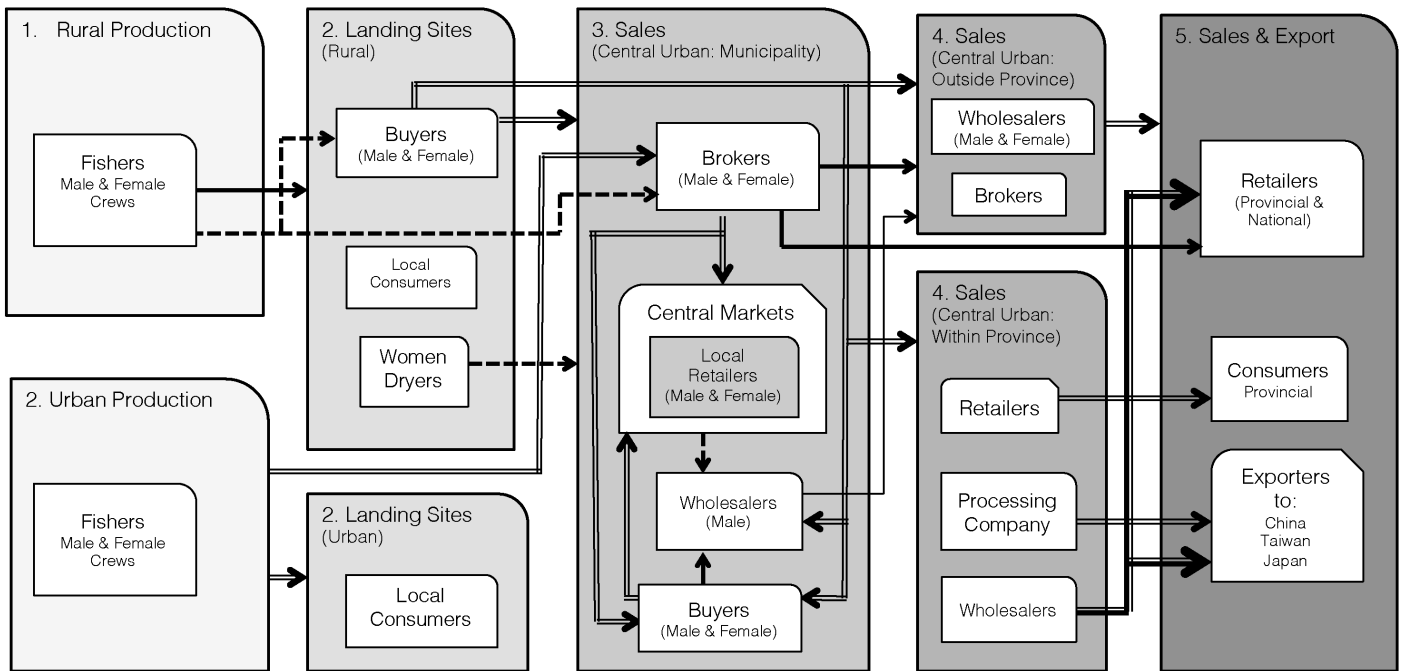 1. Rural Production
Fishers
Male & Female
Crews
2. Urban Production
Fishers
Male & Female
Crews
2. Landing Sites
(Rural)
Buyers
(Male & Female)
Local
Consumers
Women
Dryers
2. Landing Sites
(Urban)
Local
Consumers
3. Sales
(Central Urban: Municipality)
Brokers
(Male & Female)
Central Markets
Local
Retailers
(Male & Female)
Wholesalers
(Male)
Buyers
(Male & Female)
4. Sales
(Central Urban:
Outside Province)
Wholesalers
(Male & Female)
Brokers
4. Sales
(Central Urban:
Within Province)
Retailers
Processing
Company
Wholesalers
5. Sales & Export
Retailers
(Provincial &
National)
Consumers
Provincial
Exporters
to:
China
Taiwan
Japan